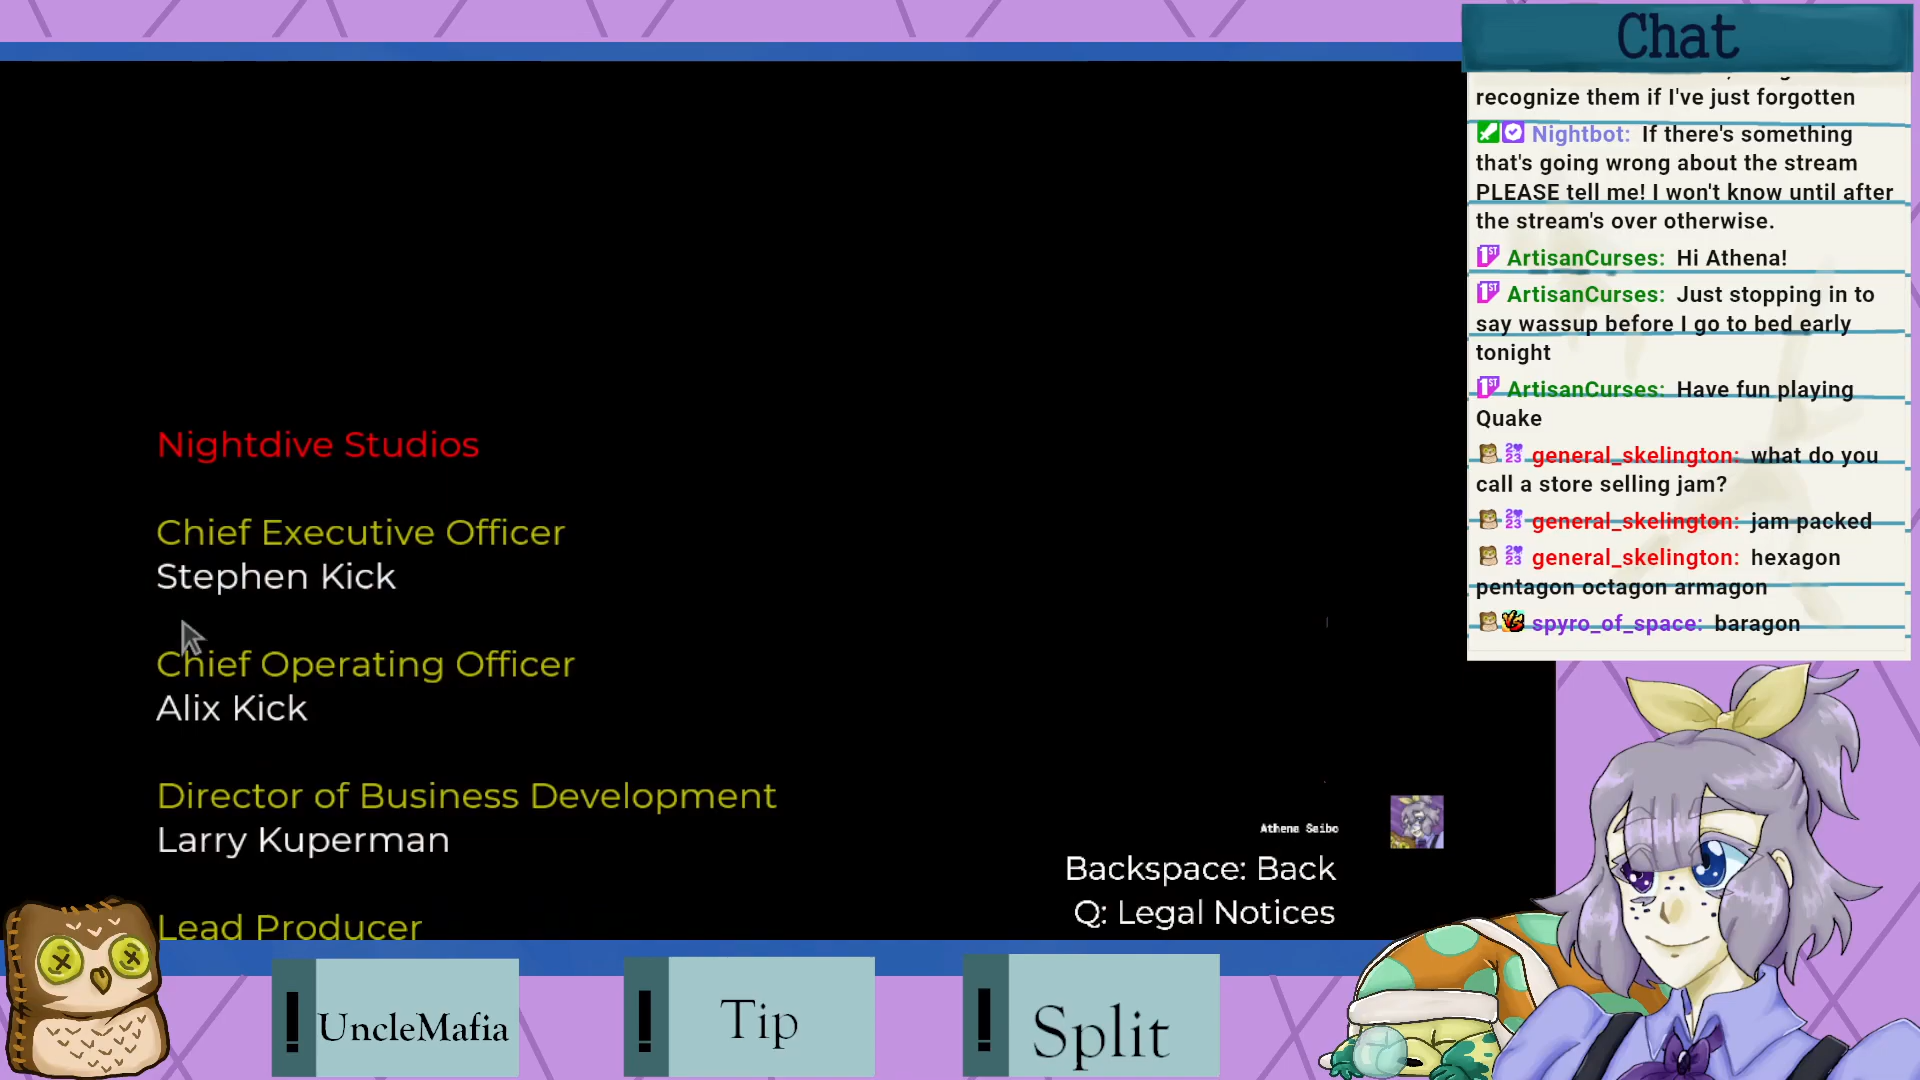 Nightdive Studios
Chief Executive Officer
Stephen Kick
Chief Operating Officer
Alix Kick
Director of Business Development
Larry Kuperman
Lead Producer
Athena Saibo
Backspace: Back
Q: Legal Notices
Chat
recognize them if I've just forgotten
Nightbot: If there's something
that's going wrong about the stream
PLEASE tell me! I won't know until after
the stream's over otherwise.
ArtisanCurses: Hi Athena!
ArtisanCurses: Just stopping in to
say wassup before I go to bed early
tonight
ArtisanCurses: Have fun playing
Quake
general_skelington: what do you
call a store selling jam?
general_skelington: jam packed
general_skelington: hexagon
pentagon octagon armagon
spyro_of_space: baragon
! UncleMafia
! Tip
! Split